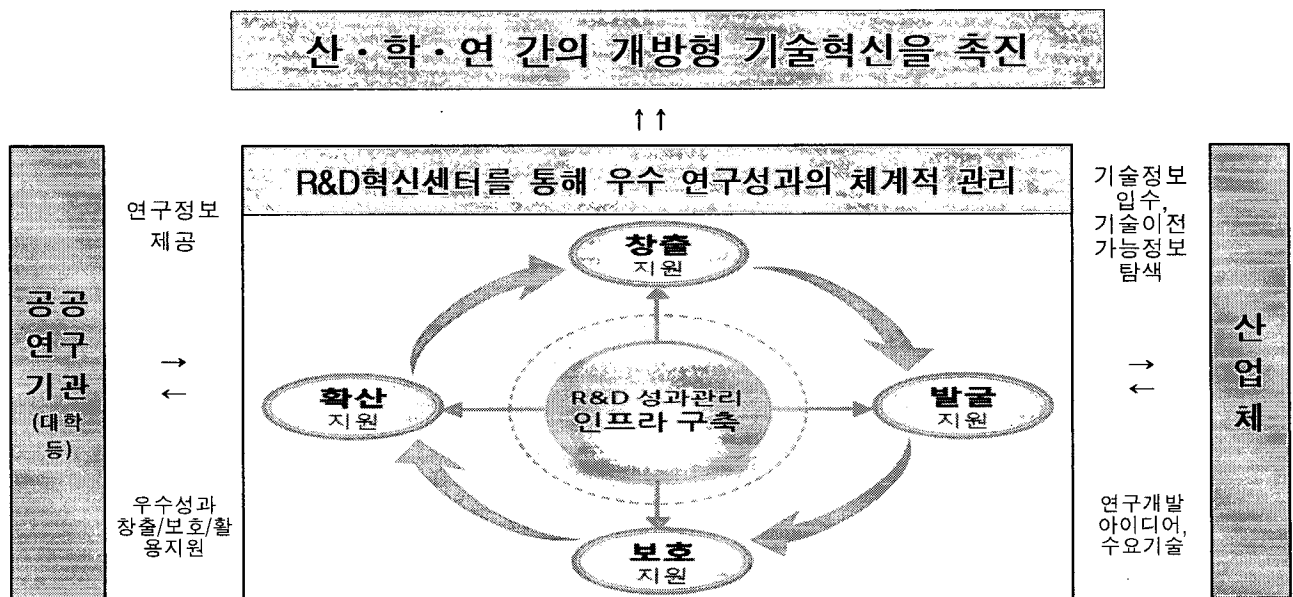 산·학·연 간의 개방형 기술혁신을 촉진
↑↑
R&D혁신센터를 통해 우수 연구성과의 체계적 관리
공공
연구
기관
(대학
등)
연구정보
제공
→
←
우수성과
창출/보호/활
용지원
창출
지원
확산
지원
R&D 성과관리
인프라 구축
발굴
지원
보호
지원
기술정보
입수,
기술이전
가능정보
탐색
→
←
연구개발
아이디어,
수요기술
산
업
체